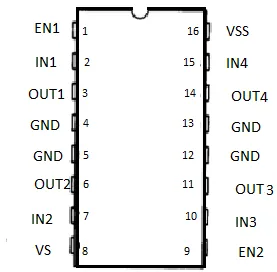 EN1 1 16 VSS
IN1 2 15 IN4
OUT1 3 14 OUT4
GND 4 13 GND
GND 5 12 GND
OUT2 6 11 OUT3
IN2 7 10 IN3
VS 8 9 EN2